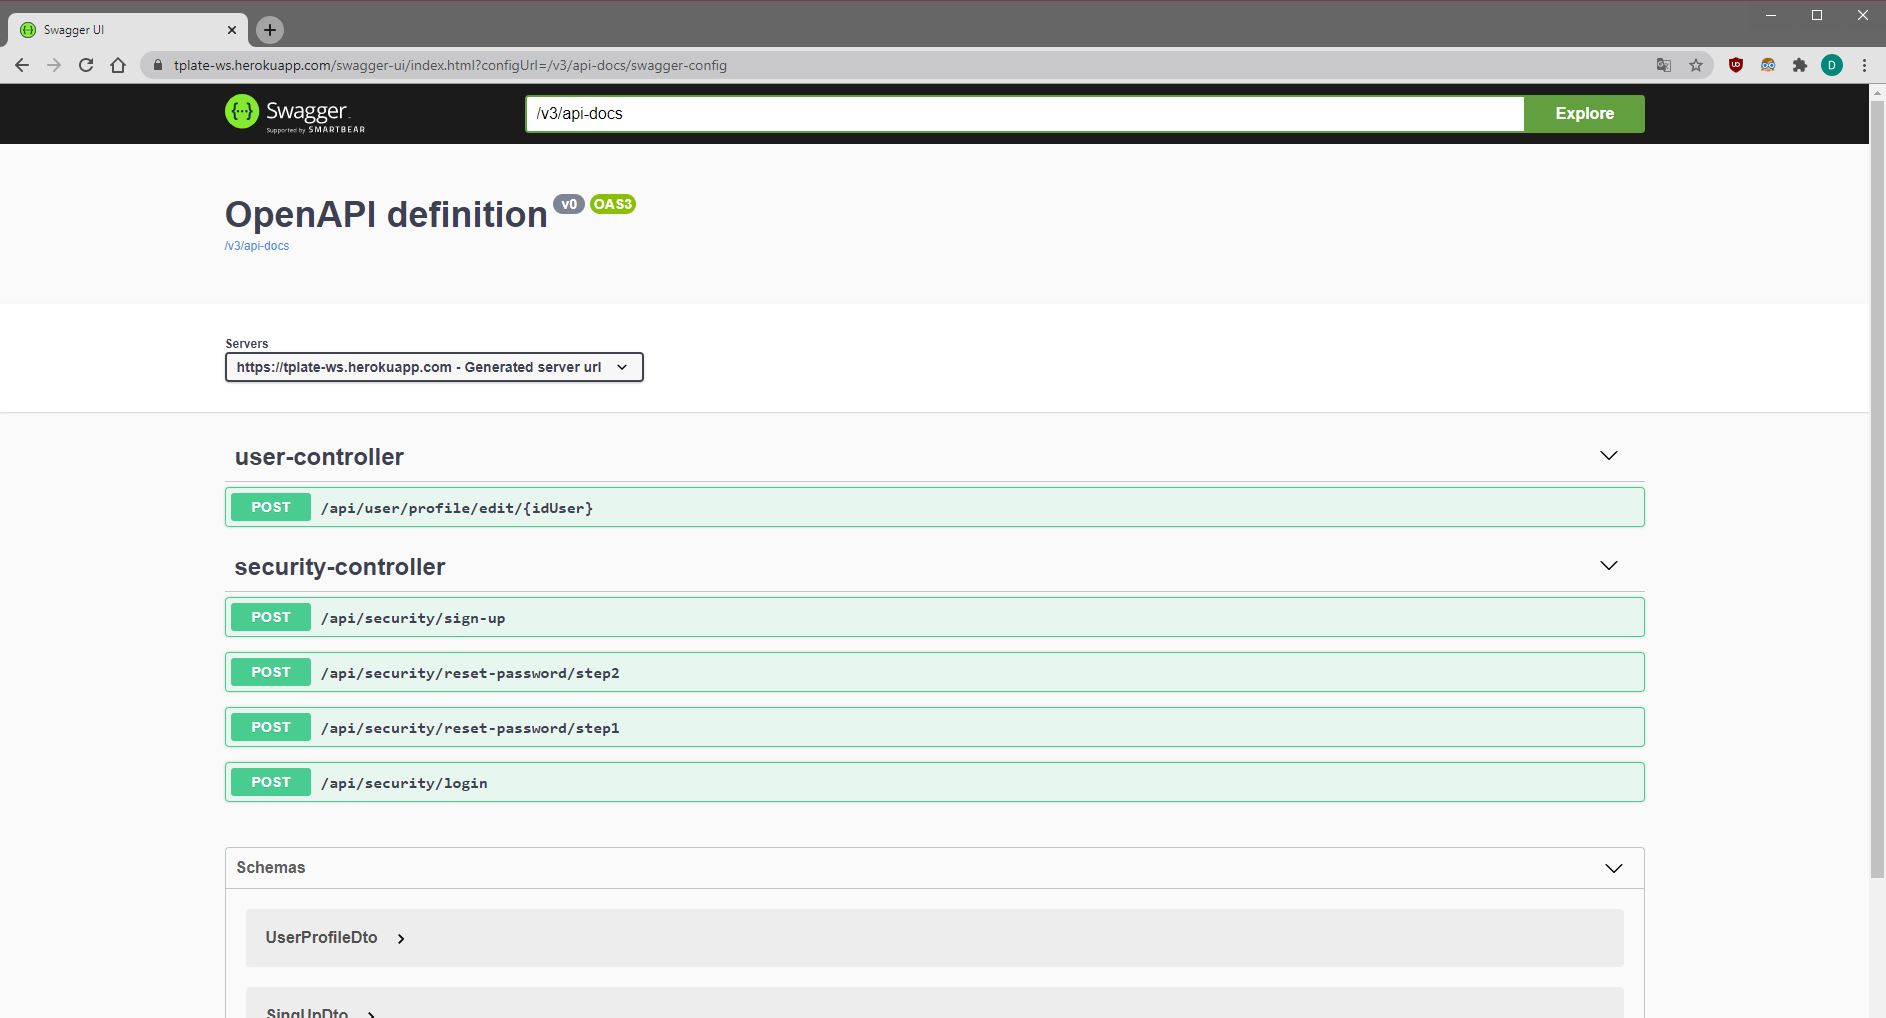 Swagger UI
tplate-ws.herokuapp.com/swagger-ui/index.html?configUrl=/v3/api-docs/swagger-config
D
Swagger
Supported by SMARTBEAR
/v3/api-docs
Explore
OpenAPI definition v0 OAS3
/v3/api-docs
Servers
https://tplate-ws.herokuapp.com - Generated server url
user-controller
POST /api/user/profile/edit/{idUser}
security-controller
POST /api/security/sign-up
POST /api/security/reset-password/step2
POST /api/security/reset-password/step1
POST /api/security/login
Schemas
UserProfileDto
SingUpDto